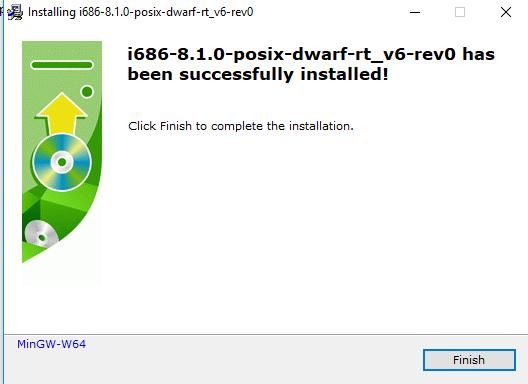 Installing i686-8.1.0-posix-dwarf-rt_v6-rev0
i686-8.1.0-posix-dwarf-rt_v6-rev0 has
been successfully installed!
Click Finish to complete the installation.
MinGW-W64
Finish